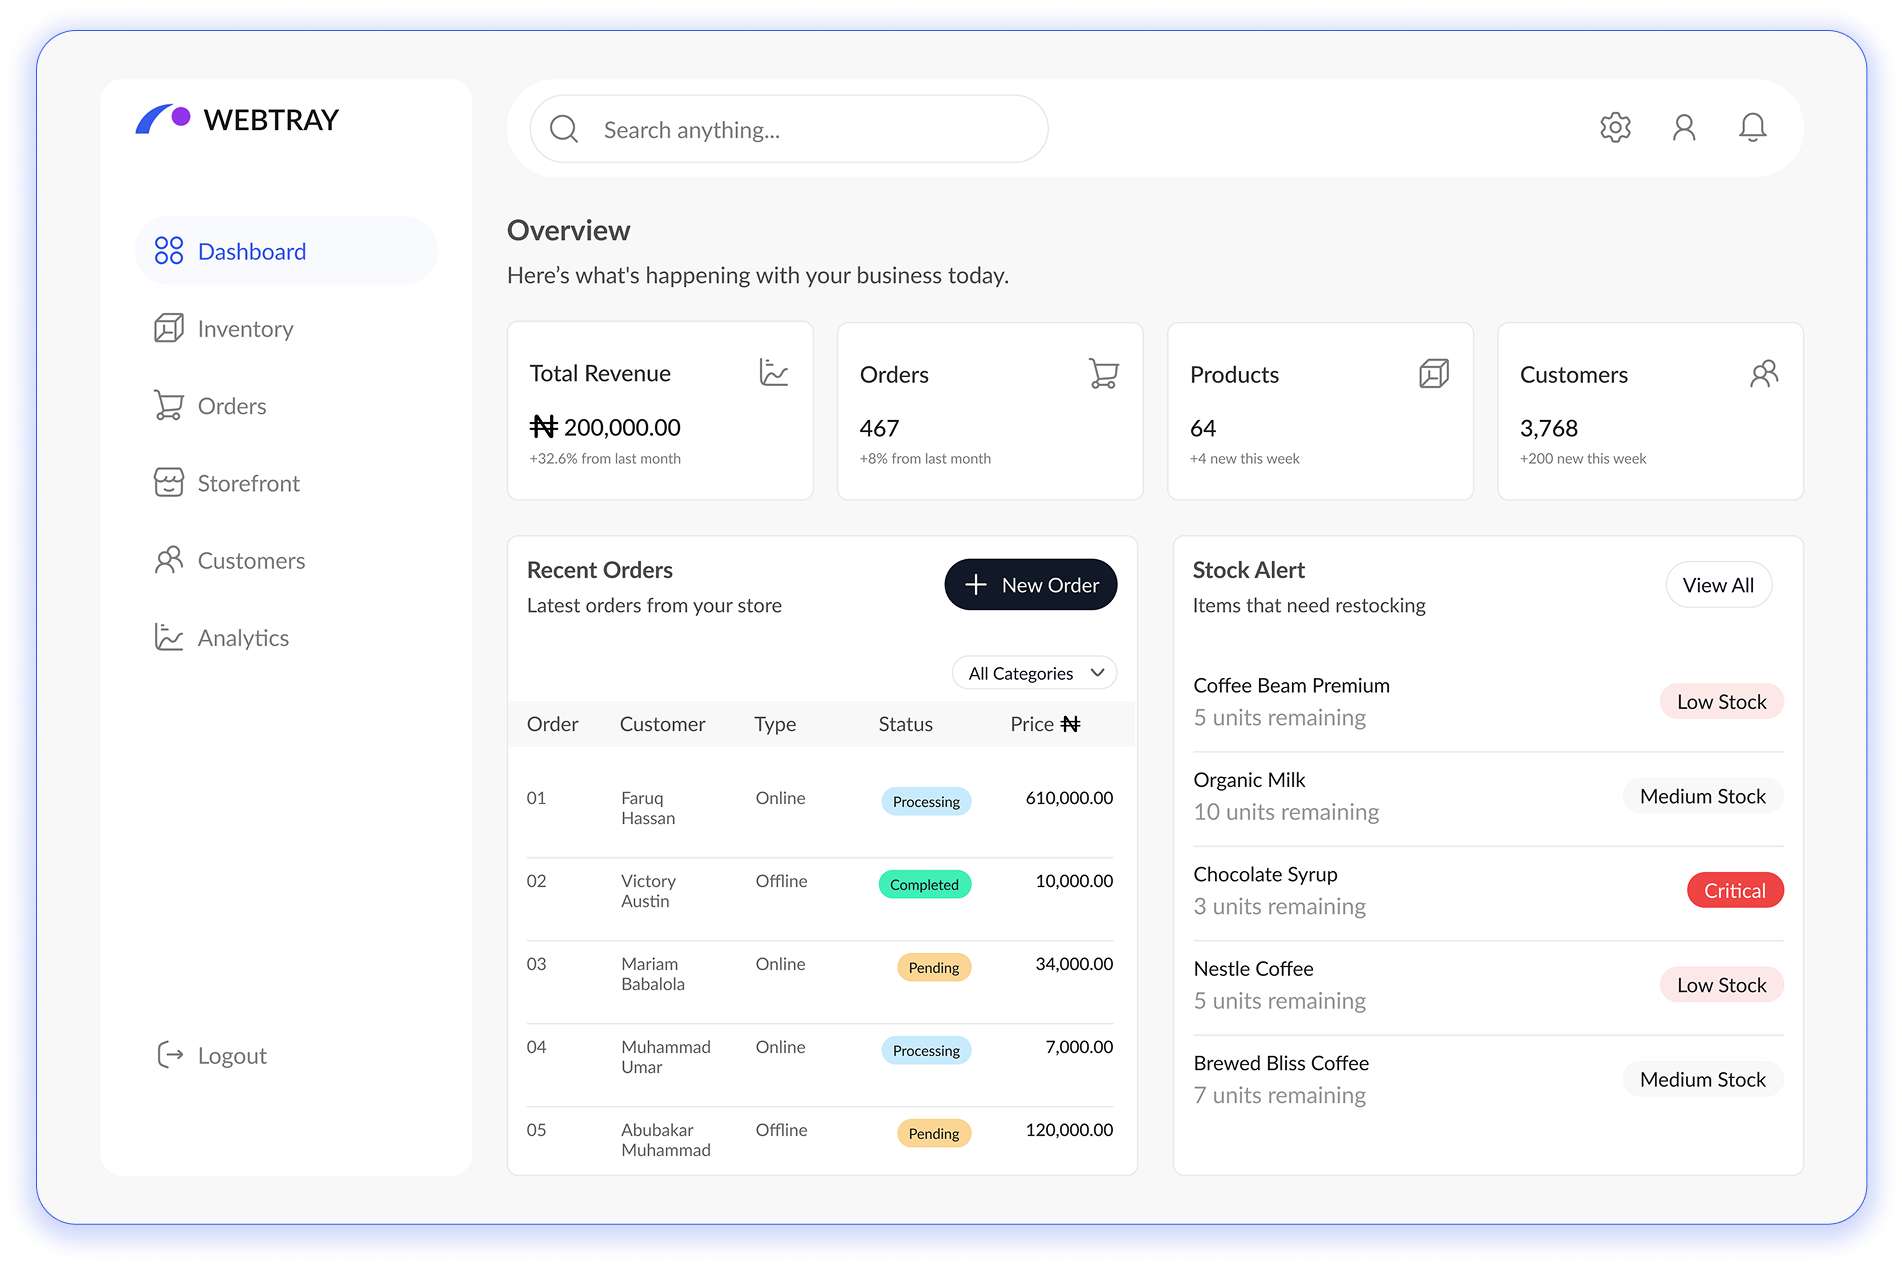 WEBTRAY
Dashboard
Inventory
Orders
Storefront
Customers
Analytics
Logout
Search anything...
Overview
Here’s what's happening with your business today.
Total Revenue
₦ 200,000.00
+32.6% from last month
Orders
467
+8% from last month
Products
64
+4 new this week
Customers
3,768
+200 new this week
Recent Orders
Latest orders from your store
New Order
All Categories
Order Customer Type Status Price ₦
01 Faruq Online Processing 610,000.00
Hassan
02 Victory Offline Completed 10,000.00
Austin
03 Mariam Online Pending 34,000.00
Babalola
04 Muhammad Online Processing 7,000.00
Umar
05 Abubakar Offline Pending 120,000.00
Muhammad
Stock Alert
Items that need restocking
View All
Coffee Beam Premium
5 units remaining
Low Stock
Organic Milk
10 units remaining
Medium Stock
Chocolate Syrup
3 units remaining
Critical
Nestle Coffee
5 units remaining
Low Stock
Brewed Bliss Coffee
7 units remaining
Medium Stock